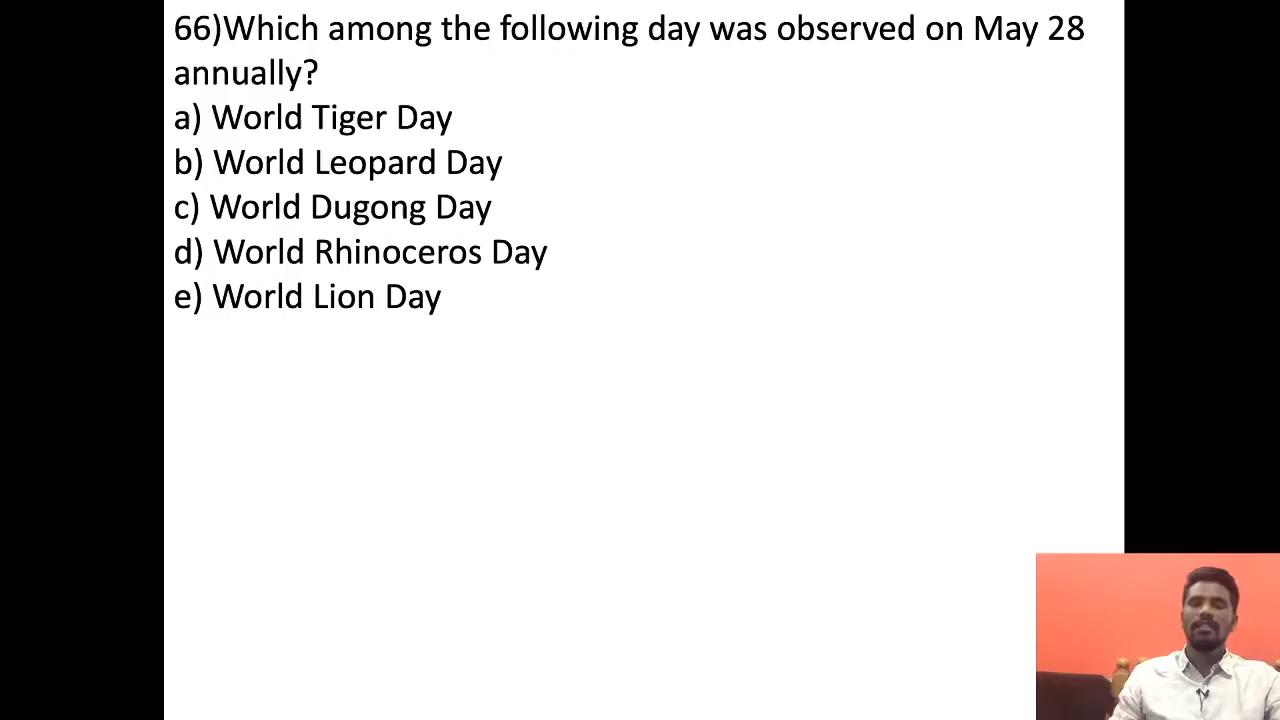 66)Which among the following day was observed on May 28
annually?
a) World Tiger Day
b) World Leopard Day
c) World Dugong Day
d) World Rhinoceros Day
e) World Lion Day